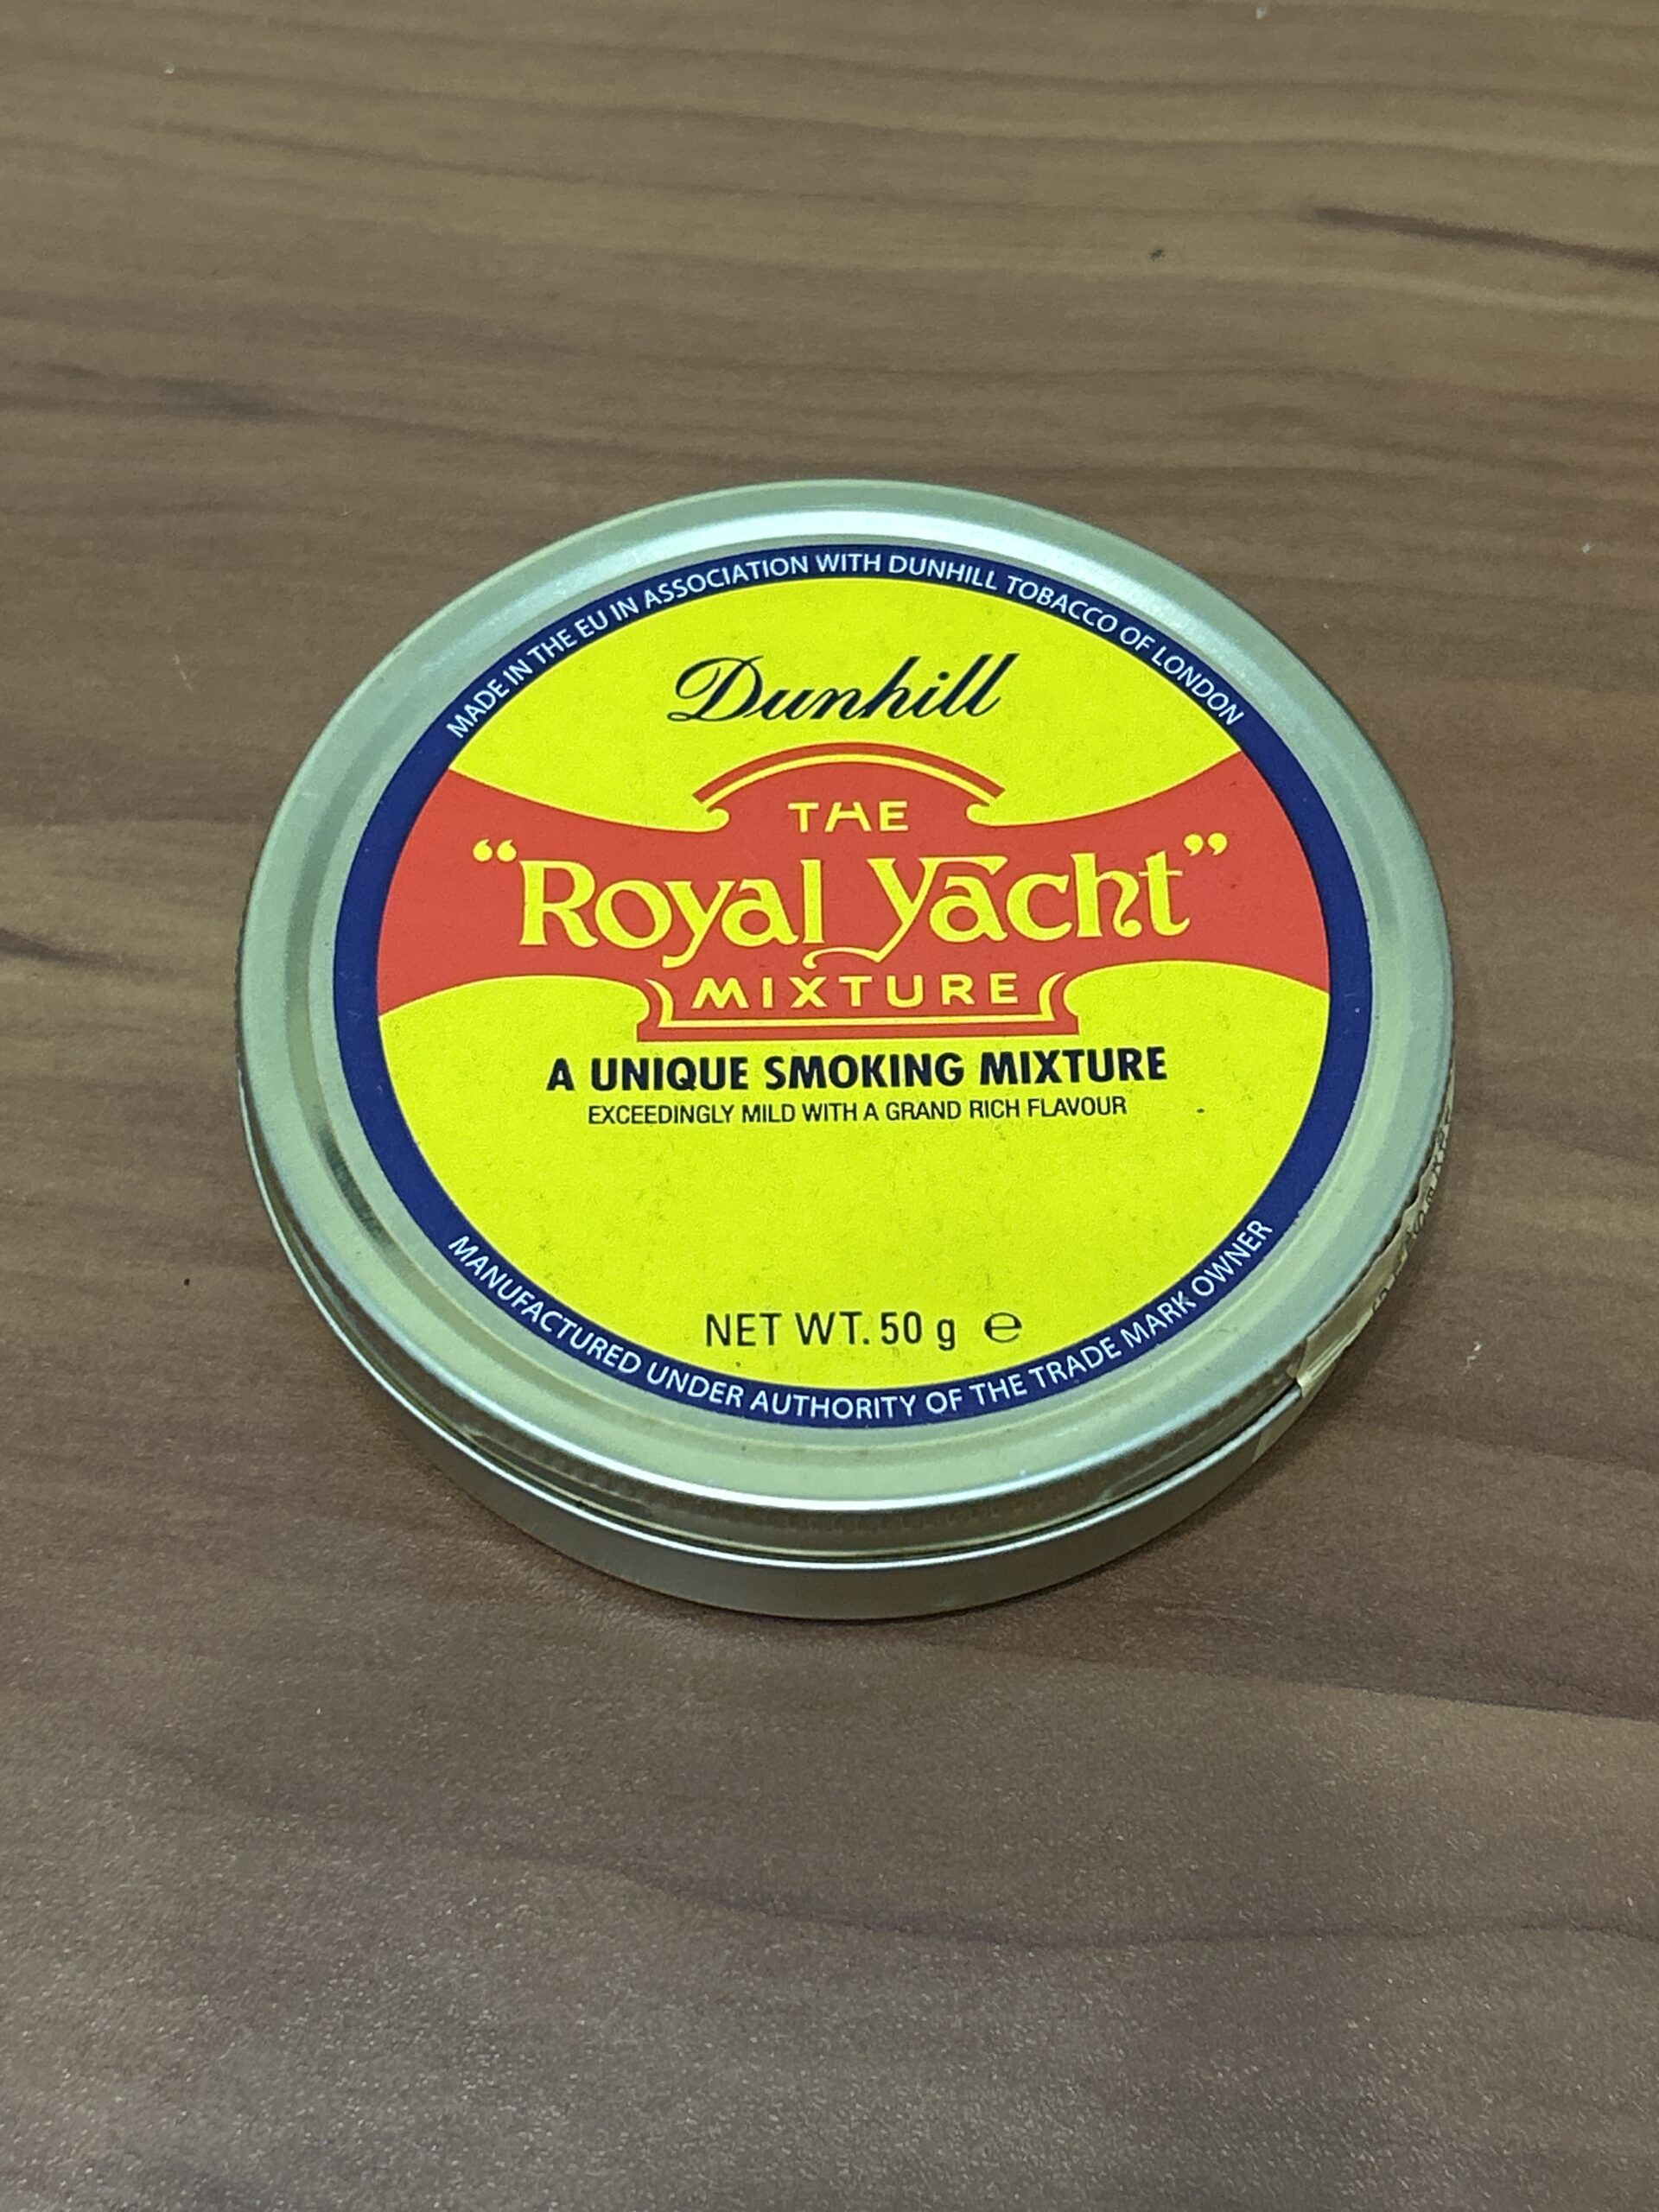 MADE IN THE EU IN ASSOCIATION WITH DUNHILL TOBACCO OF LONDON
Dunhill
THE
“Royal Yacht”
MIXTURE
A UNIQUE SMOKING MIXTURE
EXCEEDINGLY MILD WITH A GRAND RICH FLAVOUR
NET WT. 50 g ℮
MANUFACTURED UNDER AUTHORITY OF THE TRADE MARK OWNER